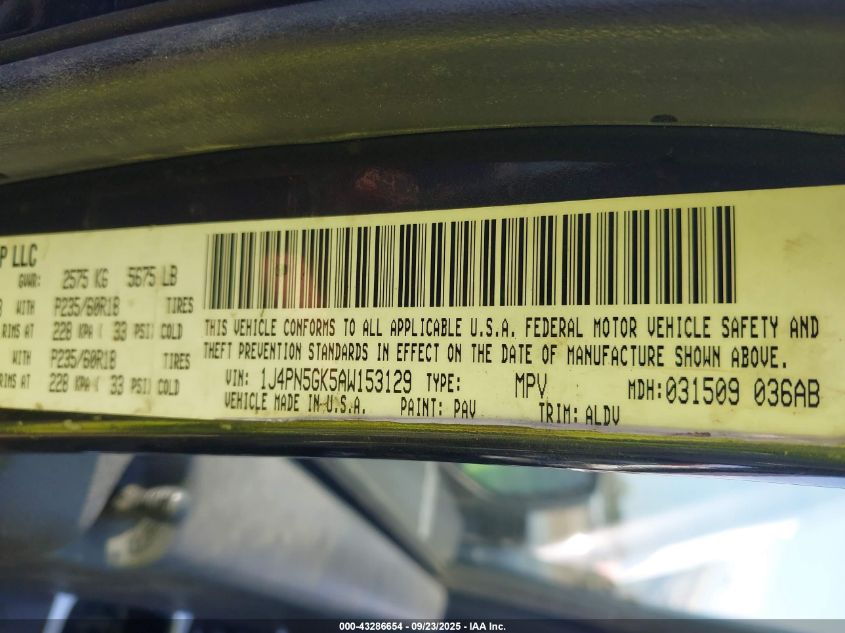 P LLC
GVWR: 2575 KG 5675 LB
WITH P235/60R18 TIRES
RIMS AT 228 KPA ( 33 PSI) COLD
WITH P235/60R18 TIRES
RIMS AT 228 KPA ( 33 PSI) COLD
THIS VEHICLE CONFORMS TO ALL APPLICABLE U.S.A. FEDERAL MOTOR VEHICLE SAFETY AND
THEFT PREVENTION STANDARDS IN EFFECT ON THE DATE OF MANUFACTURE SHOWN ABOVE.
VIN: 1J4PN5GK5AW153129 TYPE: MPV MDH:031509 036AB
VEHICLE MADE IN U.S.A. PAINT: PAV TRIM: ALDV
000-43286654 - 09/23/2025 - IAA Inc.